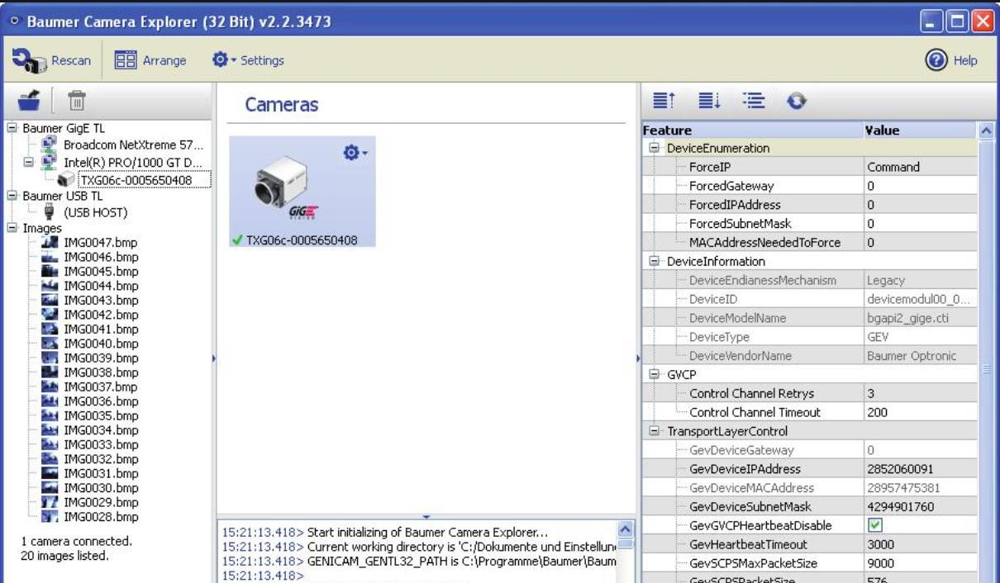 Baumer Camera Explorer (32 Bit) v2.2.3473
Rescan Arrange Settings Help
Baumer GigE TL
Broadcom NetXtreme 57...
Intel(R) PRO/1000 GT D...
TXG06c-0005650408
Baumer USB TL
(USB HOST)
Images
IMG0047.bmp
IMG0046.bmp
IMG0045.bmp
IMG0044.bmp
IMG0043.bmp
IMG0042.bmp
IMG0041.bmp
IMG0040.bmp
IMG0039.bmp
IMG0038.bmp
IMG0037.bmp
IMG0036.bmp
IMG0035.bmp
IMG0034.bmp
IMG0033.bmp
IMG0032.bmp
IMG0031.bmp
IMG0030.bmp
IMG0029.bmp
IMG0028.bmp
1 camera connected.
20 images listed.
Cameras
GiGE
VISION
TXG06c-0005650408
15:21:13.418> Start initializing of Baumer Camera Explorer...
15:21:13.418> Current working directory is 'C:/Dokumente und Einstellun
15:21:13.418> GENICAM_GENTL32_PATH is C:\Programme\Baumer\Baum
15:21:13.418>
Feature Value
DeviceEnumeration
ForceIP Command
ForcedGateway 0
ForcedIPAddress 0
ForcedSubnetMask 0
MACAddressNeededToForce 0
DeviceInformation
DeviceEndianessMechanism Legacy
DeviceID devicemodul00_0...
DeviceModelName bgapi2_gige.cti
DeviceType GEV
DeviceVendorName Baumer Optronic
GVCP
Control Channel Retrys 3
Control Channel Timeout 200
TransportLayerControl
GevDeviceGateway 0
GevDeviceIPAddress 2852060091
GevDeviceMACAddress 28957475381
GevDeviceSubnetMask 4294901760
GevGVCPHeartbeatDisable
GevHeartbeatTimeout 3000
GevSCPSMaxPacketSize 9000
GevSCPSPacketSize 576